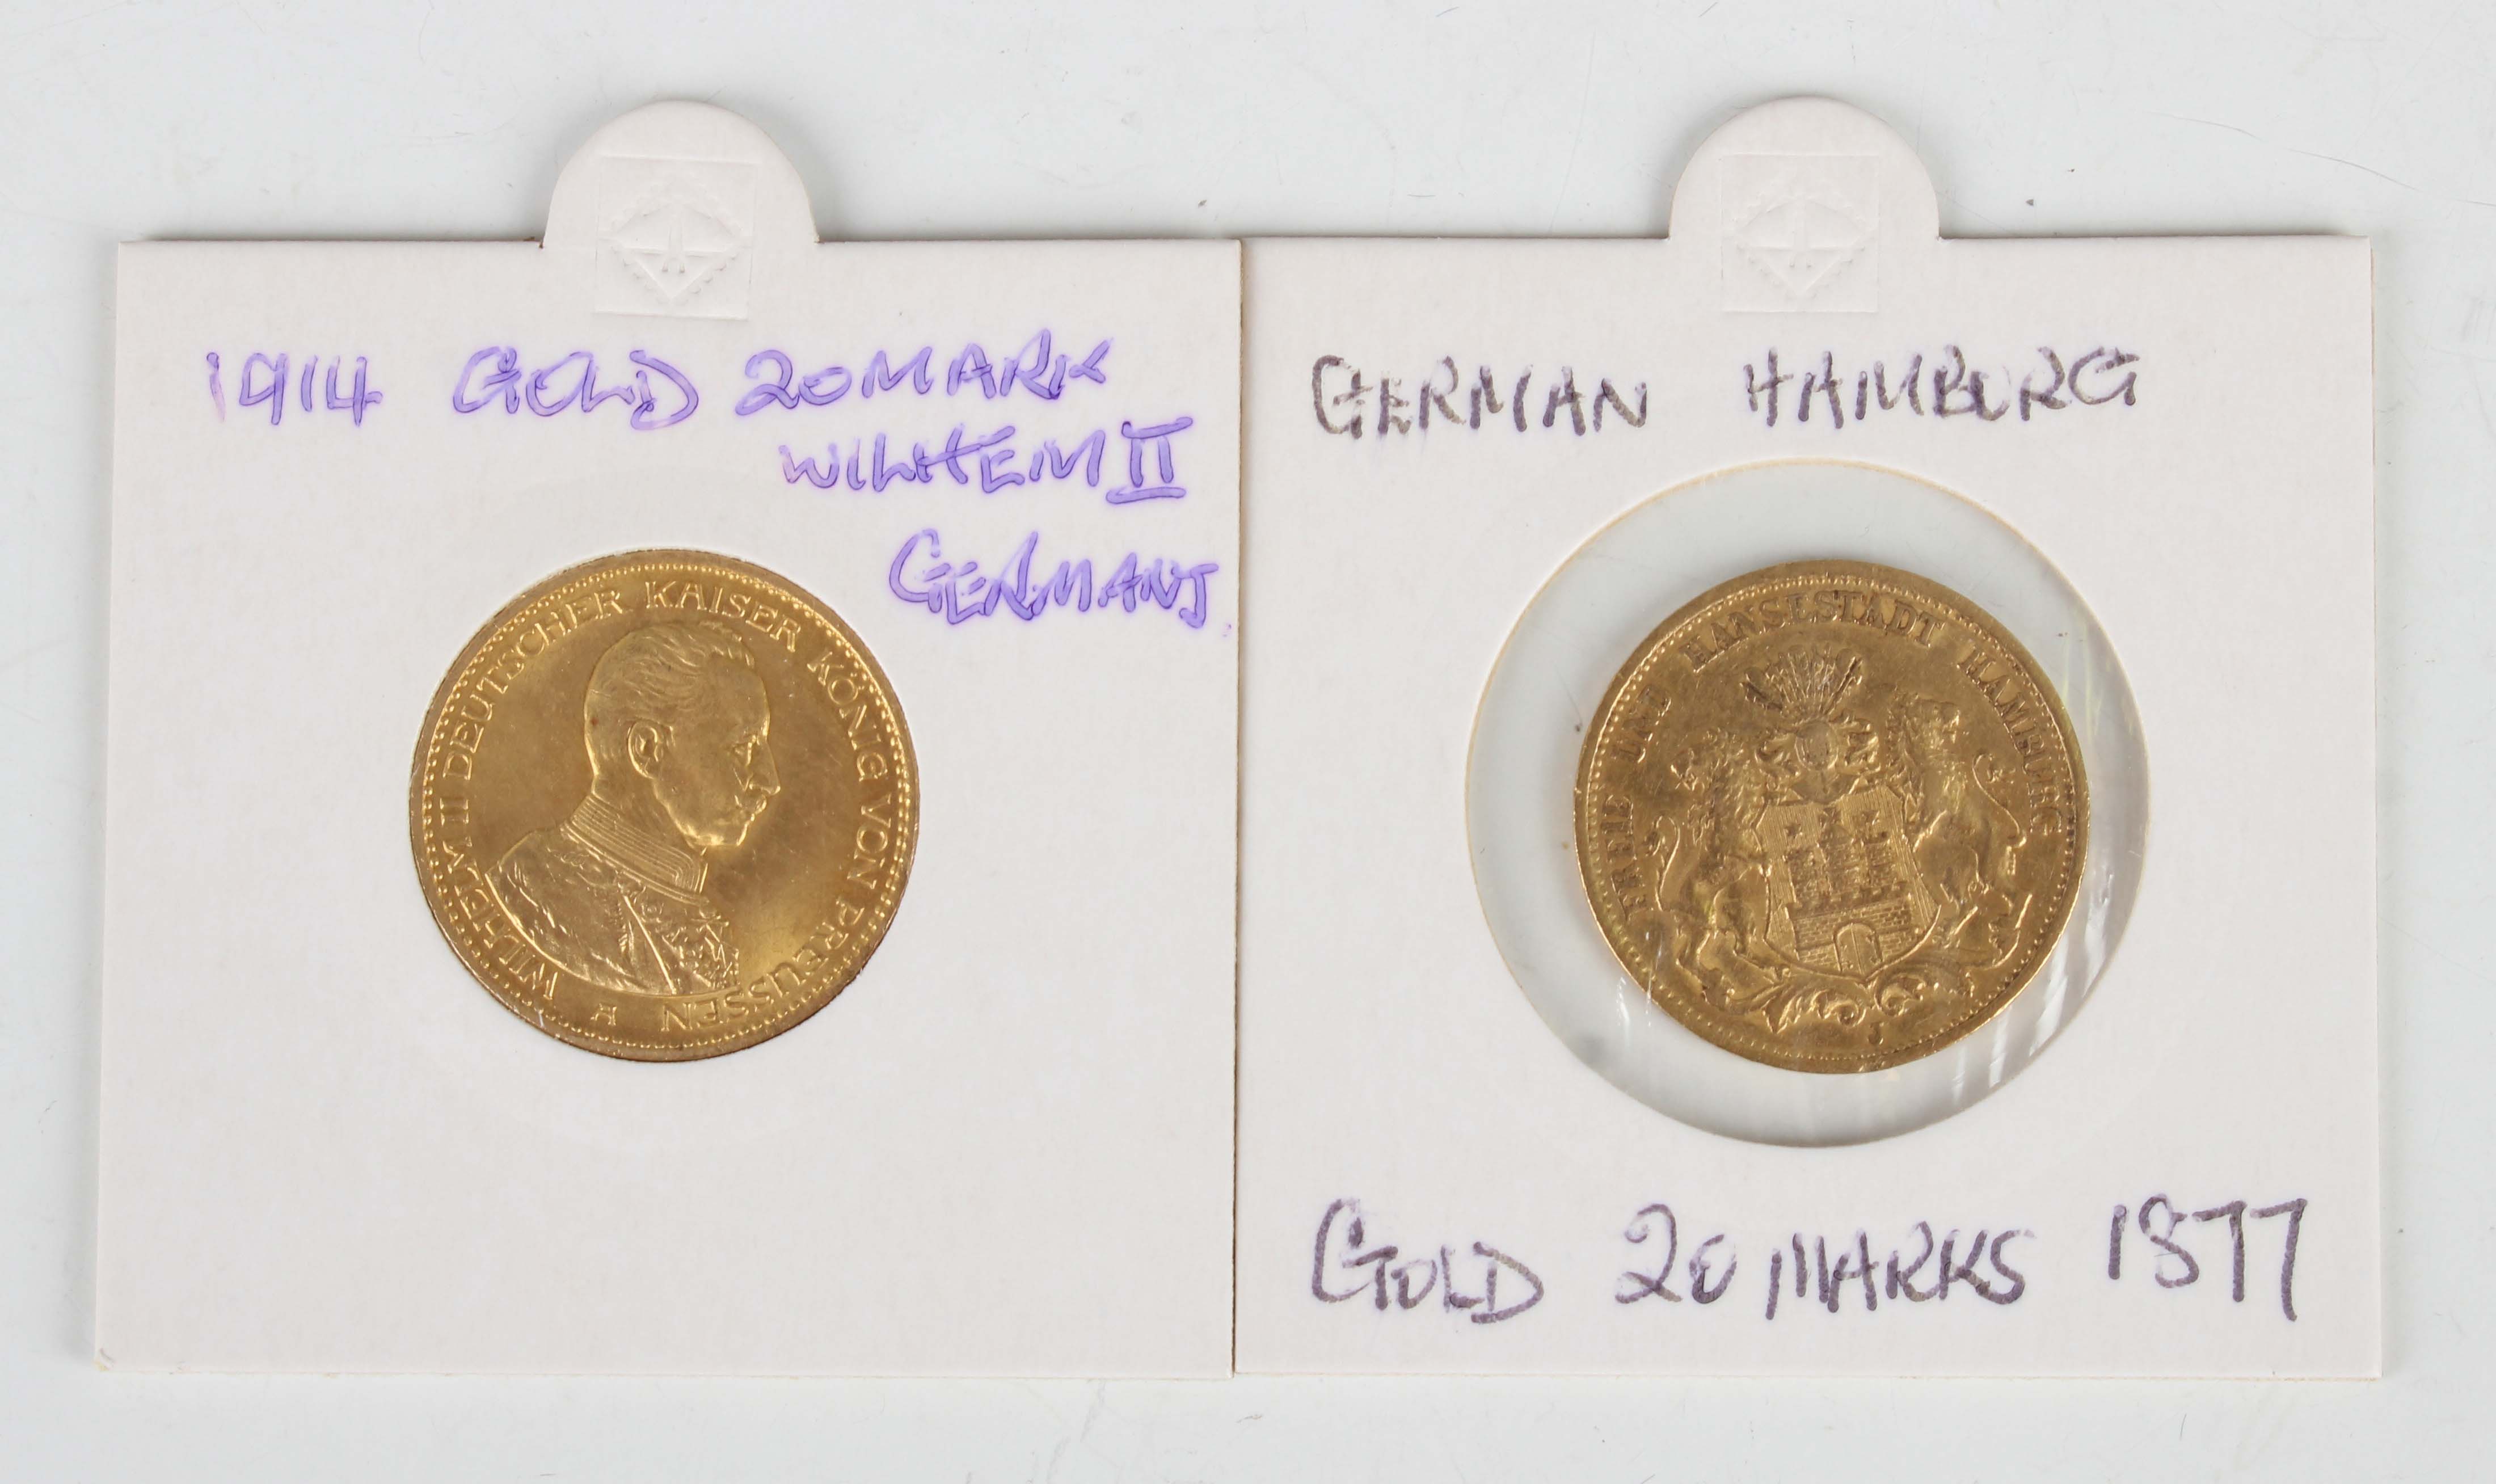 1914 GOLD 20 MARK
WILHEM II
GERMANY.
WILHELM II DEUTSCHER KAISER KÖNIG VON PREUSSEN
A
GERMAN HAMBURG
FREIE UND HANSESTADT HAMBURG
J
GOLD 20 MARKS 1877